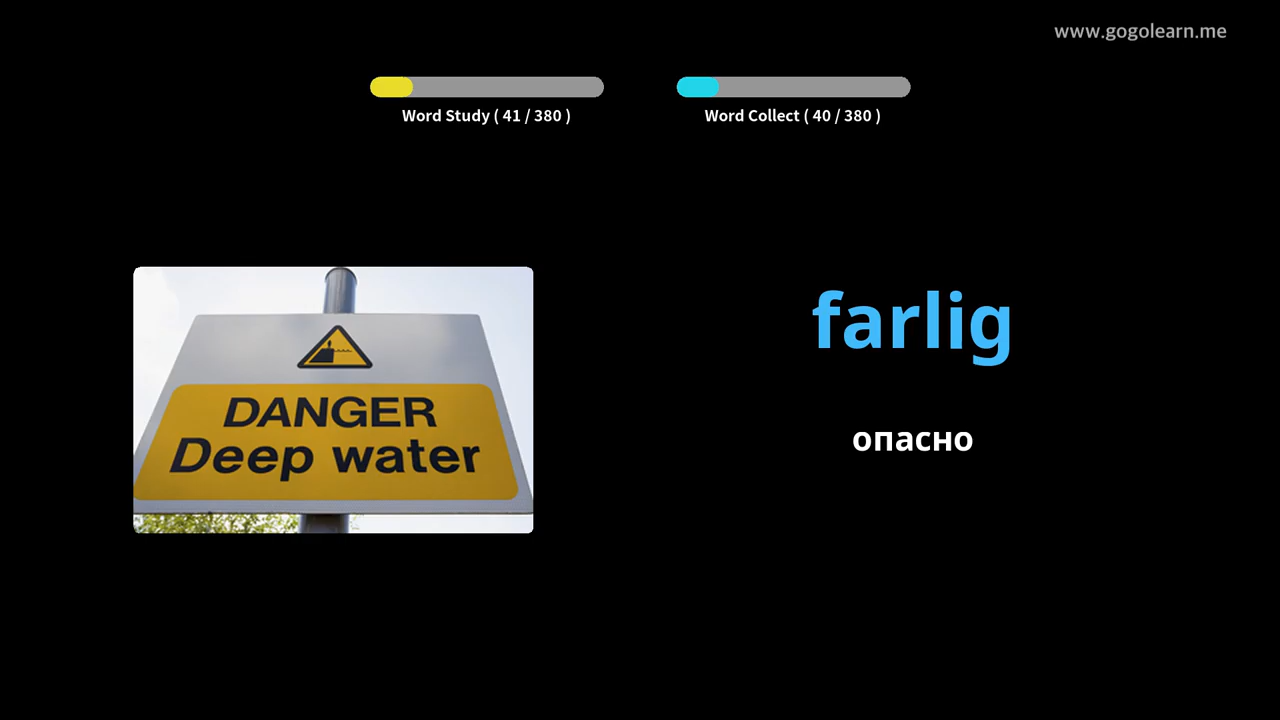 www.gogolearn.me
Word Study ( 41 / 380 )
Word Collect ( 40 / 380 )
DANGER
Deep water
farlig
опасно